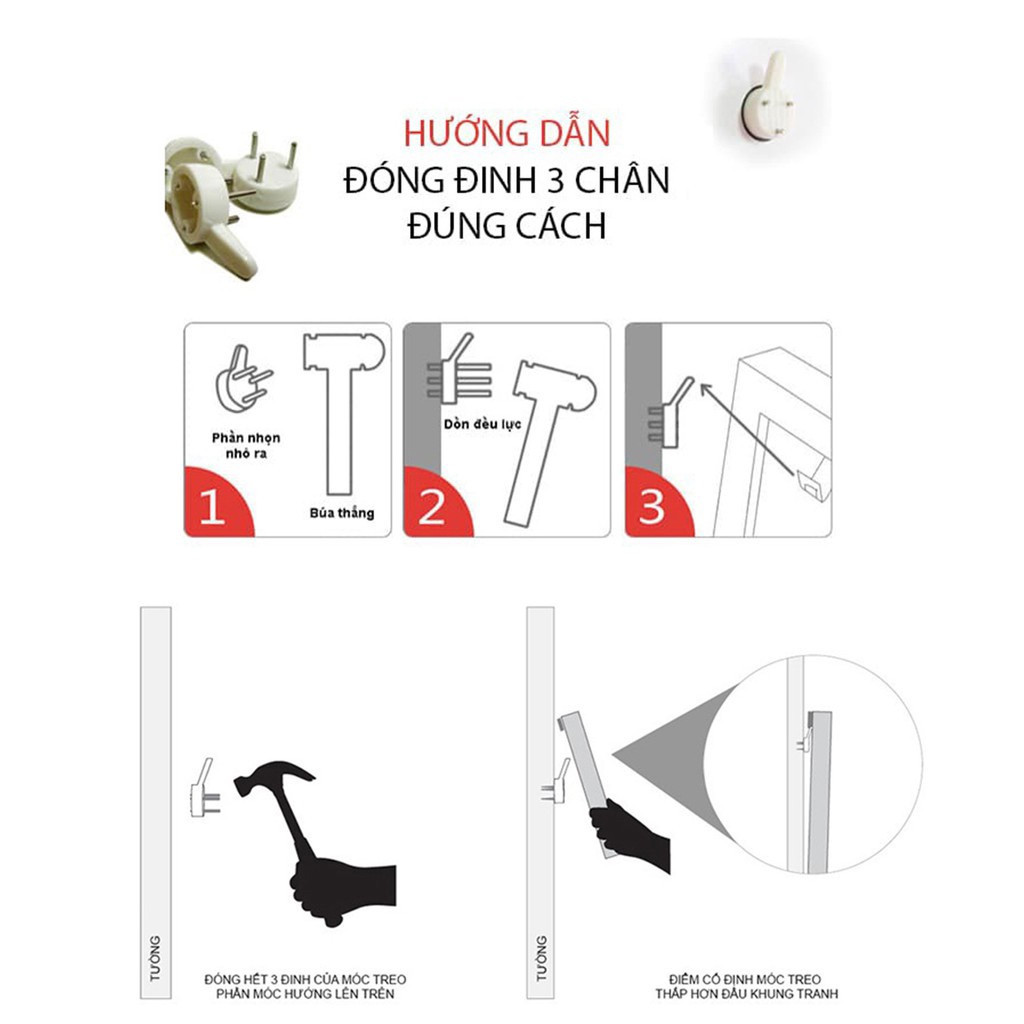 HƯỚNG DẪN
ĐÓNG ĐINH 3 CHÂN
ĐÚNG CÁCH
Phần nhọn
nhỏ ra
1
Búa thẳng
Dồn đều lực
2
3
TƯỜNG
ĐÓNG HẾT 3 ĐINH CỦA MÓC TREO
PHẦN MÓC HƯỚNG LÊN TRÊN
TƯỜNG
ĐIỂM CỐ ĐỊNH MÓC TREO
THẤP HƠN ĐẦU KHUNG TRANH